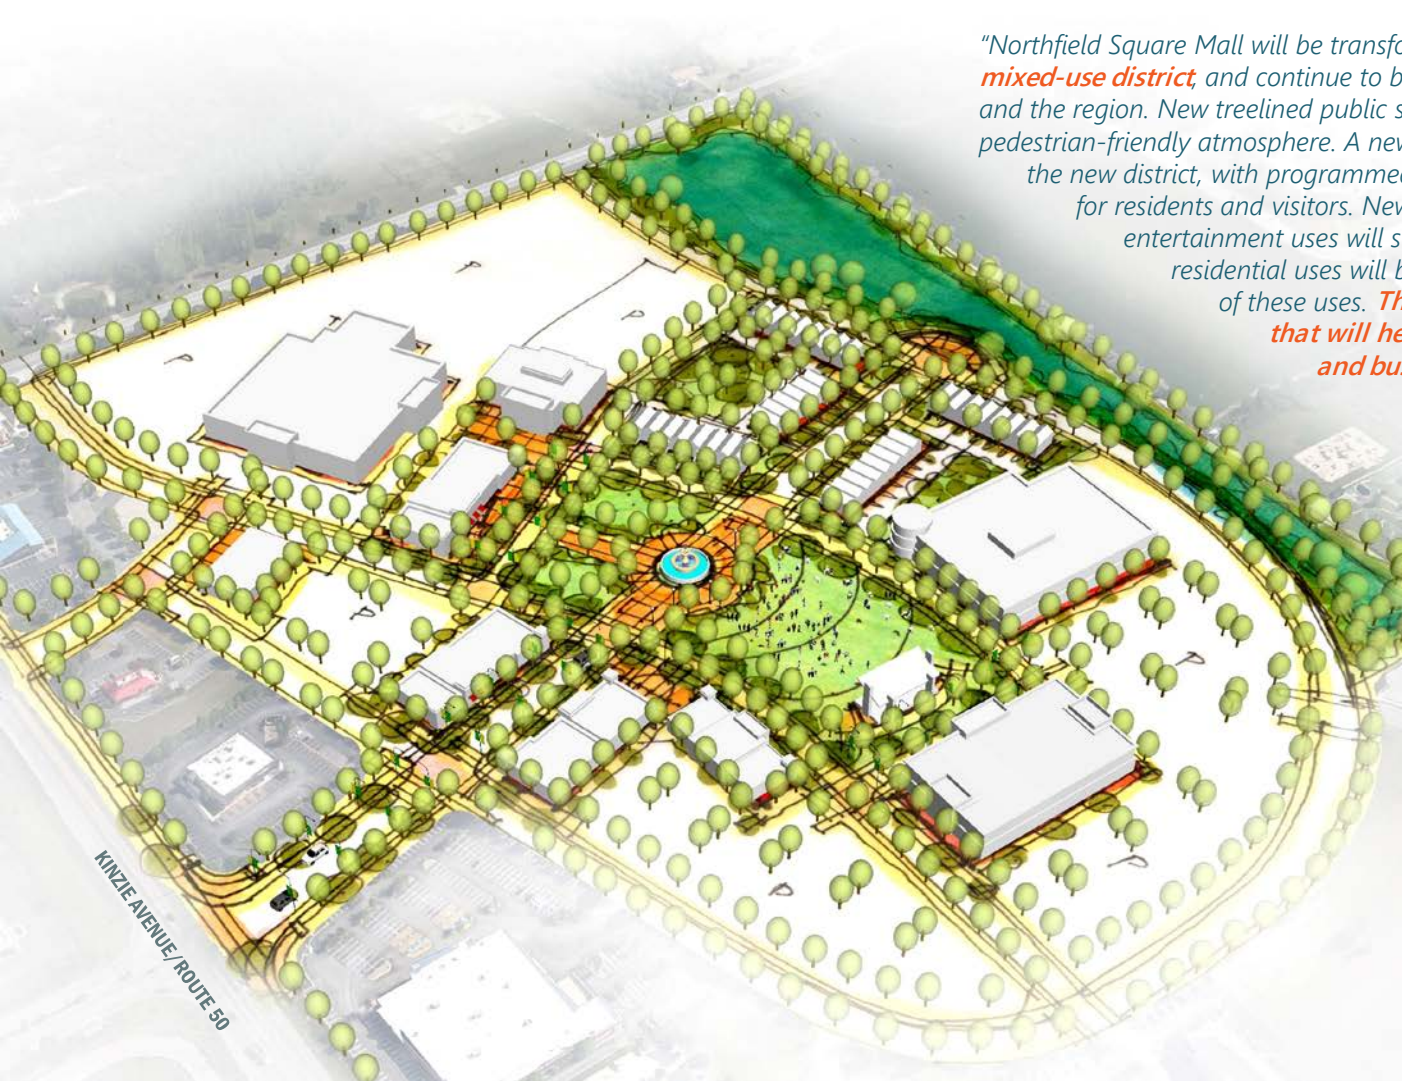 “Northfield Square Mall will be transfo
mixed-use district, and continue to b
and the region. New treelined public s
pedestrian-friendly atmosphere. A new
the new district, with programmed
for residents and visitors. New
entertainment uses will s
residential uses will b
of these uses. Th
that will he
and bus
P
P
P
P
P
P
P
P
KINZIE AVENUE/ ROUTE 50